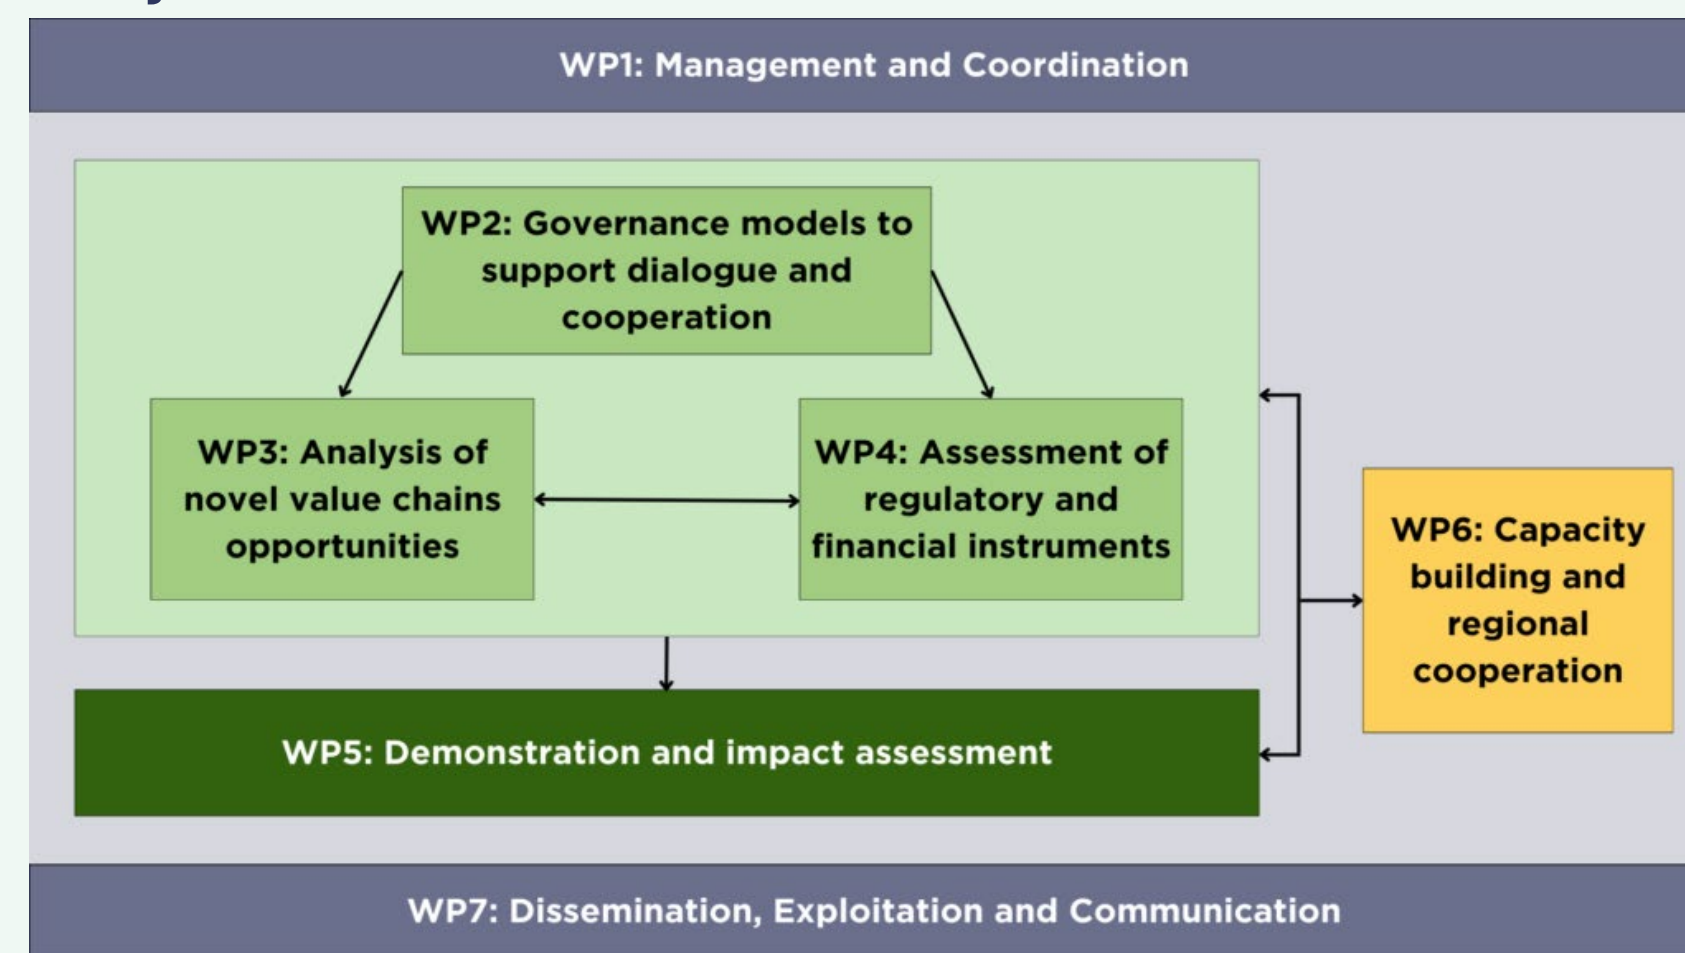 WP1: Management and Coordination
WP2: Governance models to
support dialogue and
cooperation
WP3: Analysis of
novel value chains
opportunities
WP4: Assessment of
regulatory and
financial instruments
WP6: Capacity
building and
regional
cooperation
WP5: Demonstration and impact assessment
WP7: Dissemination, Exploitation and Communication